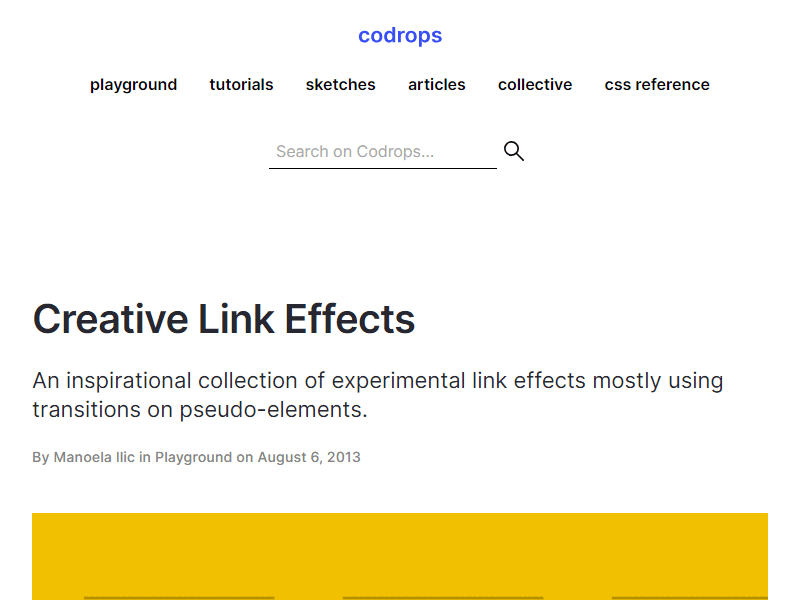 codrops
playground tutorials sketches articles collective css reference
Search on Codrops...
Creative Link Effects
An inspirational collection of experimental link effects mostly using
transitions on pseudo-elements.
By Manoela Ilic in Playground on August 6, 2013